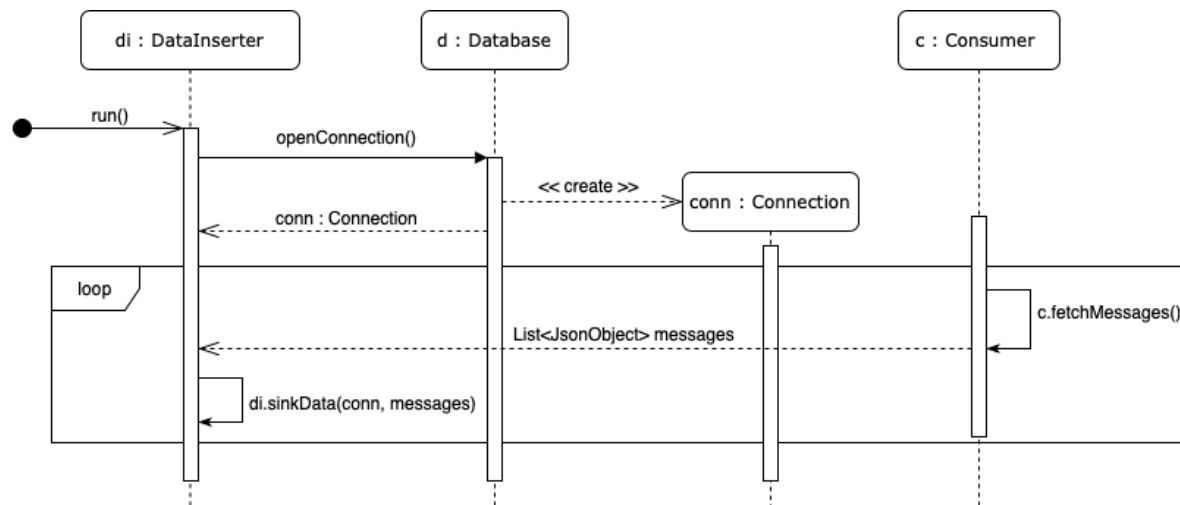 di : DataInserter
d : Database
c : Consumer
run()
openConnection()
<< create >>
conn : Connection
conn : Connection
loop
c.fetchMessages()
List<JsonObject> messages
di.sinkData(conn, messages)